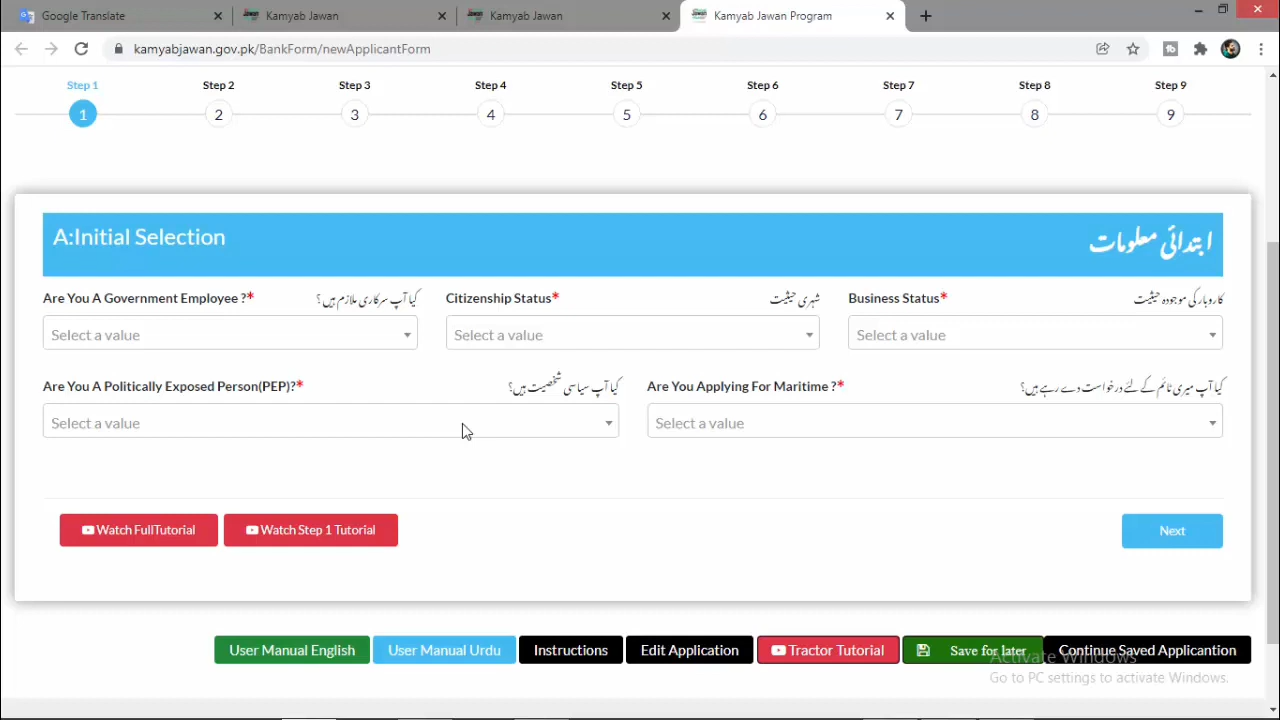 Google Translate
Kamyab Jawan
Kamyab Jawan
Kamyab Jawan Program
kamyabjawan.gov.pk/BankForm/newApplicantForm
Step 1 Step 2 Step 3 Step 4 Step 5 Step 6 Step 7 Step 8 Step 9
1 2 3 4 5 6 7 8 9
A:Initial Selection ابتدائی معلومات
Are You A Government Employee ?* کیا آپ سرکاری ملازم ہیں ؟ Citizenship Status* شہری حیثیت Business Status* کاروبار کی موجودہ حیثیت
Select a value Select a value Select a value
Are You A Politically Exposed Person(PEP)?* کیا آپ سیاسی شخصیت ہیں؟ Are You Applying For Maritime ?* کیا آپ میری ٹائم کے لئے درخواست دے رہے ہیں؟
Select a value Select a value
Watch FullTutorial Watch Step 1 Tutorial Next
User Manual English User Manual Urdu Instructions Edit Application Tractor Tutorial Save for later Continue Saved Applicantion
Activate Windows
Go to PC settings to activate Windows.